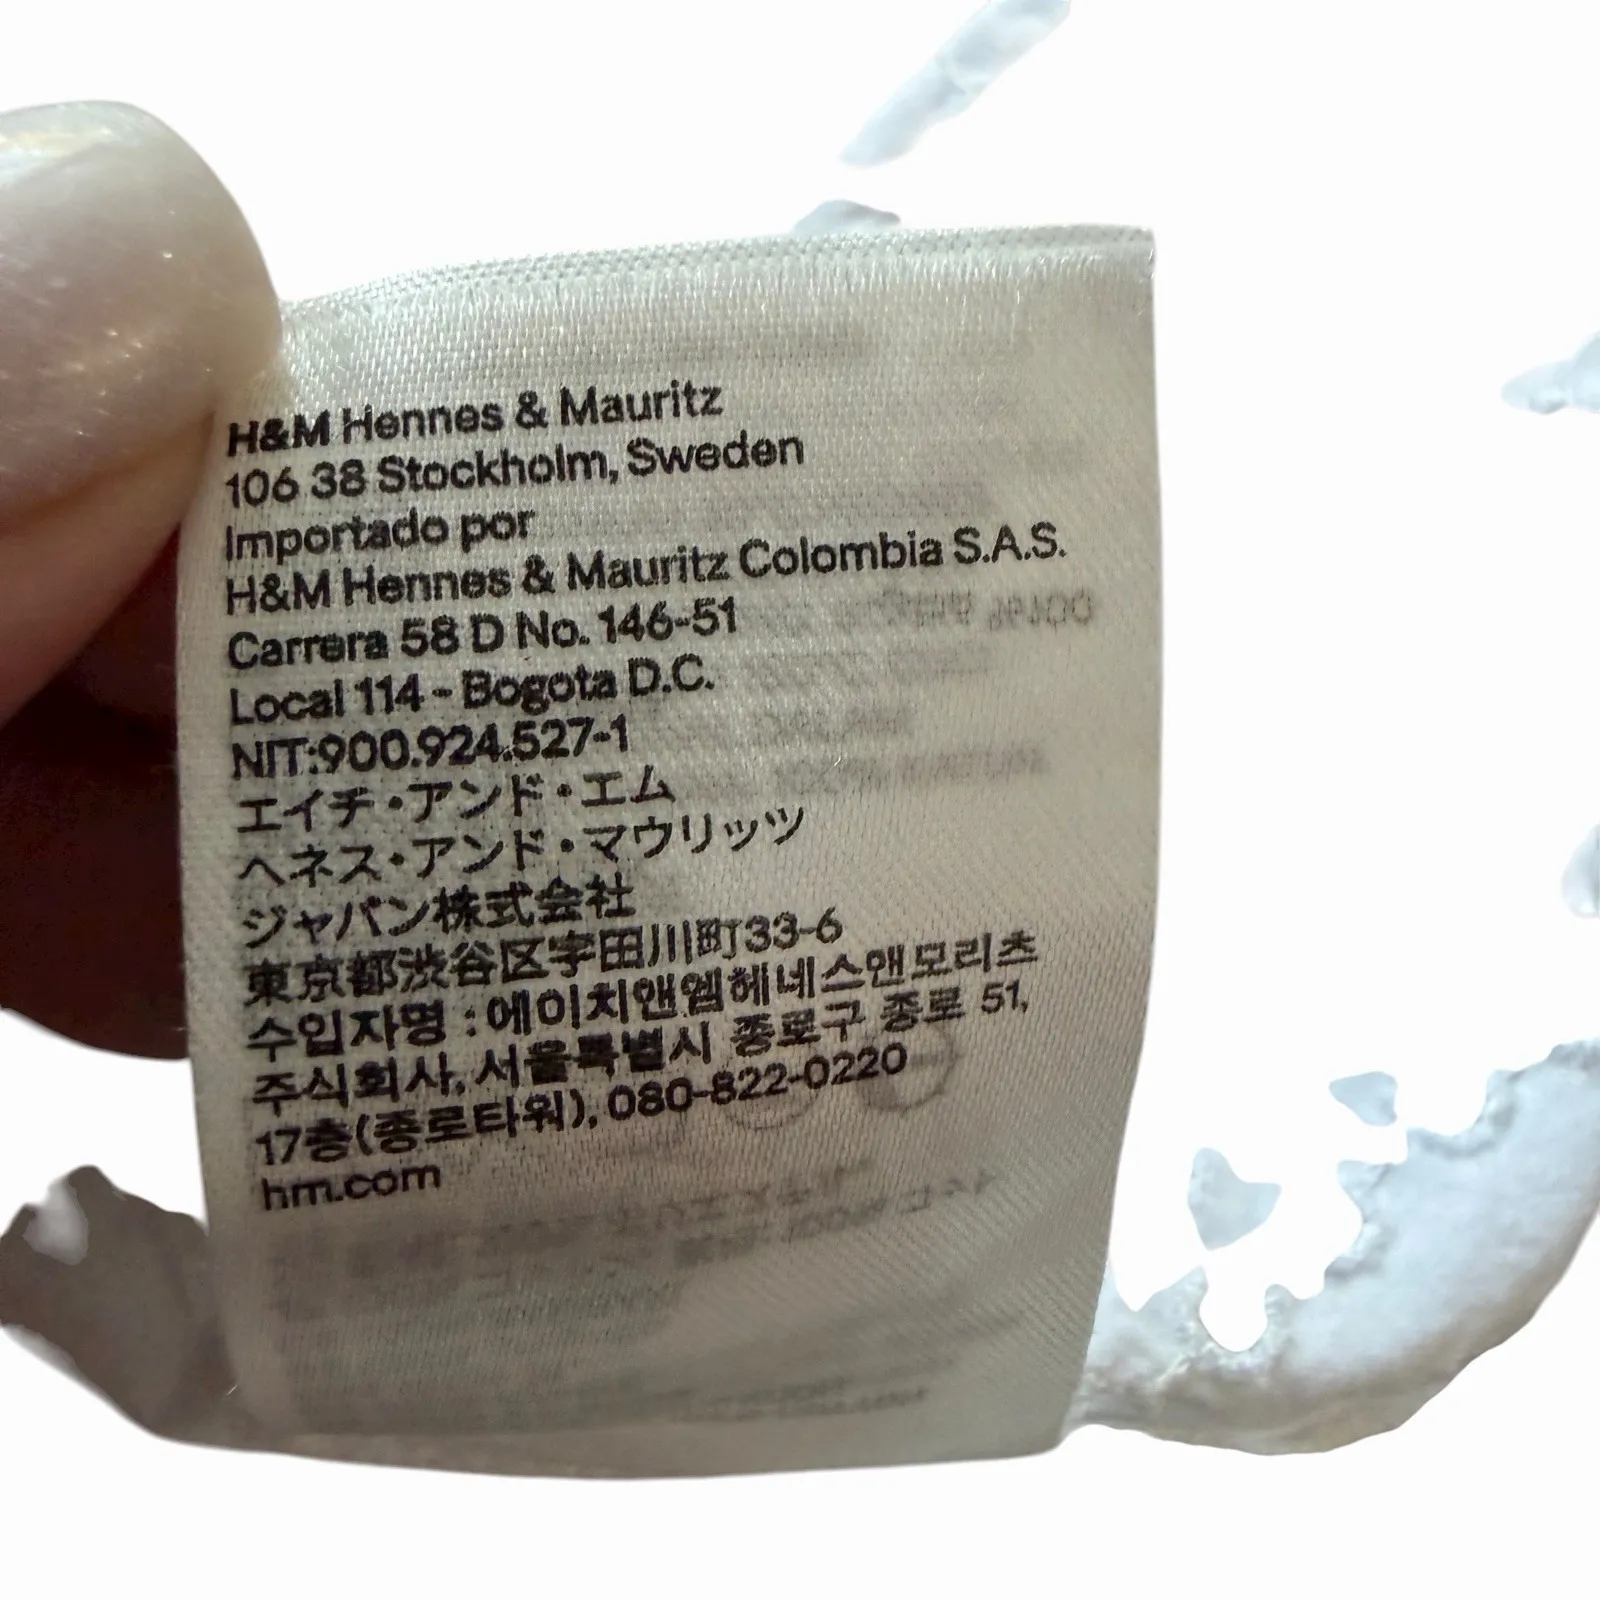 H&M Hennes & Mauritz
106 38 Stockholm, Sweden
Importado por
H&M Hennes & Mauritz Colombia S.A.S.
Carrera 58 D No. 146-51
Local 114 - Bogota D.C.
NIT:900.924.527-1
エイチ・アンド・エム
ヘネス・アンド・マウリッツ
ジャパン株式会社
東京都渋谷区宇田川町33-6
수입자명 : 에이치앤엠헤네스앤모리츠
주식회사, 서울특별시 종로구 종로 51,
17층(종로타워), 080-822-0220
hm.com